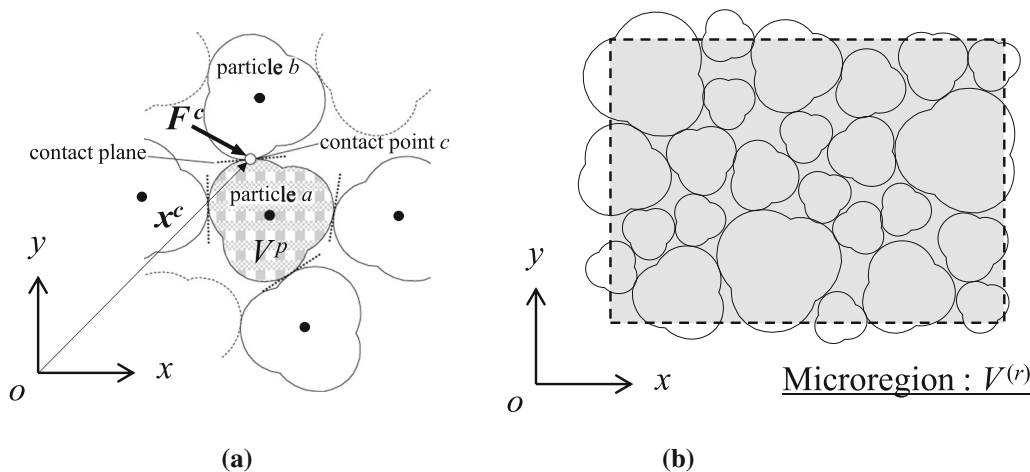 particle b
F^c
contact plane
contact point c
particle a
x^c
V^p
y
x
o
(a)
y
x
o
Microregion : V^(r)
(b)